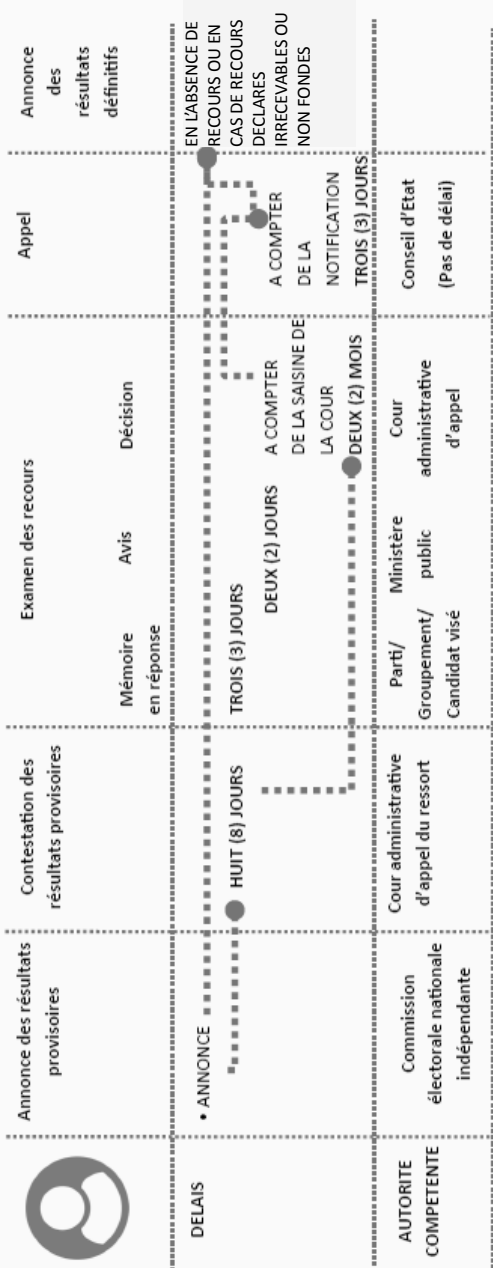 Annonce des résultats
provisoires
Contestation des
résultats provisoires
Examen des recours
Mémoire
en réponse
Avis
Décision
Appel
Annonce
des
résultats
définitifs
DELAIS
• ANNONCE
HUIT (8) JOURS
TROIS (3) JOURS
DEUX (2) JOURS
A COMPTER
DE LA SAISINE DE
LA COUR
DEUX (2) MOIS
A COMPTER
DE LA
NOTIFICATION
TROIS (3) JOURS
EN L'ABSENCE DE
RECOURS OU EN
CAS DE RECOURS
DECLARES
IRRECEVABLES OU
NON FONDES
AUTORITE
COMPETENTE
Commission
électorale nationale
indépendante
Cour administrative
d'appel du ressort
Parti/
Groupement/
Candidat visé
Ministère
public
Cour
administrative
d'appel
Conseil d'Etat
(Pas de délai)